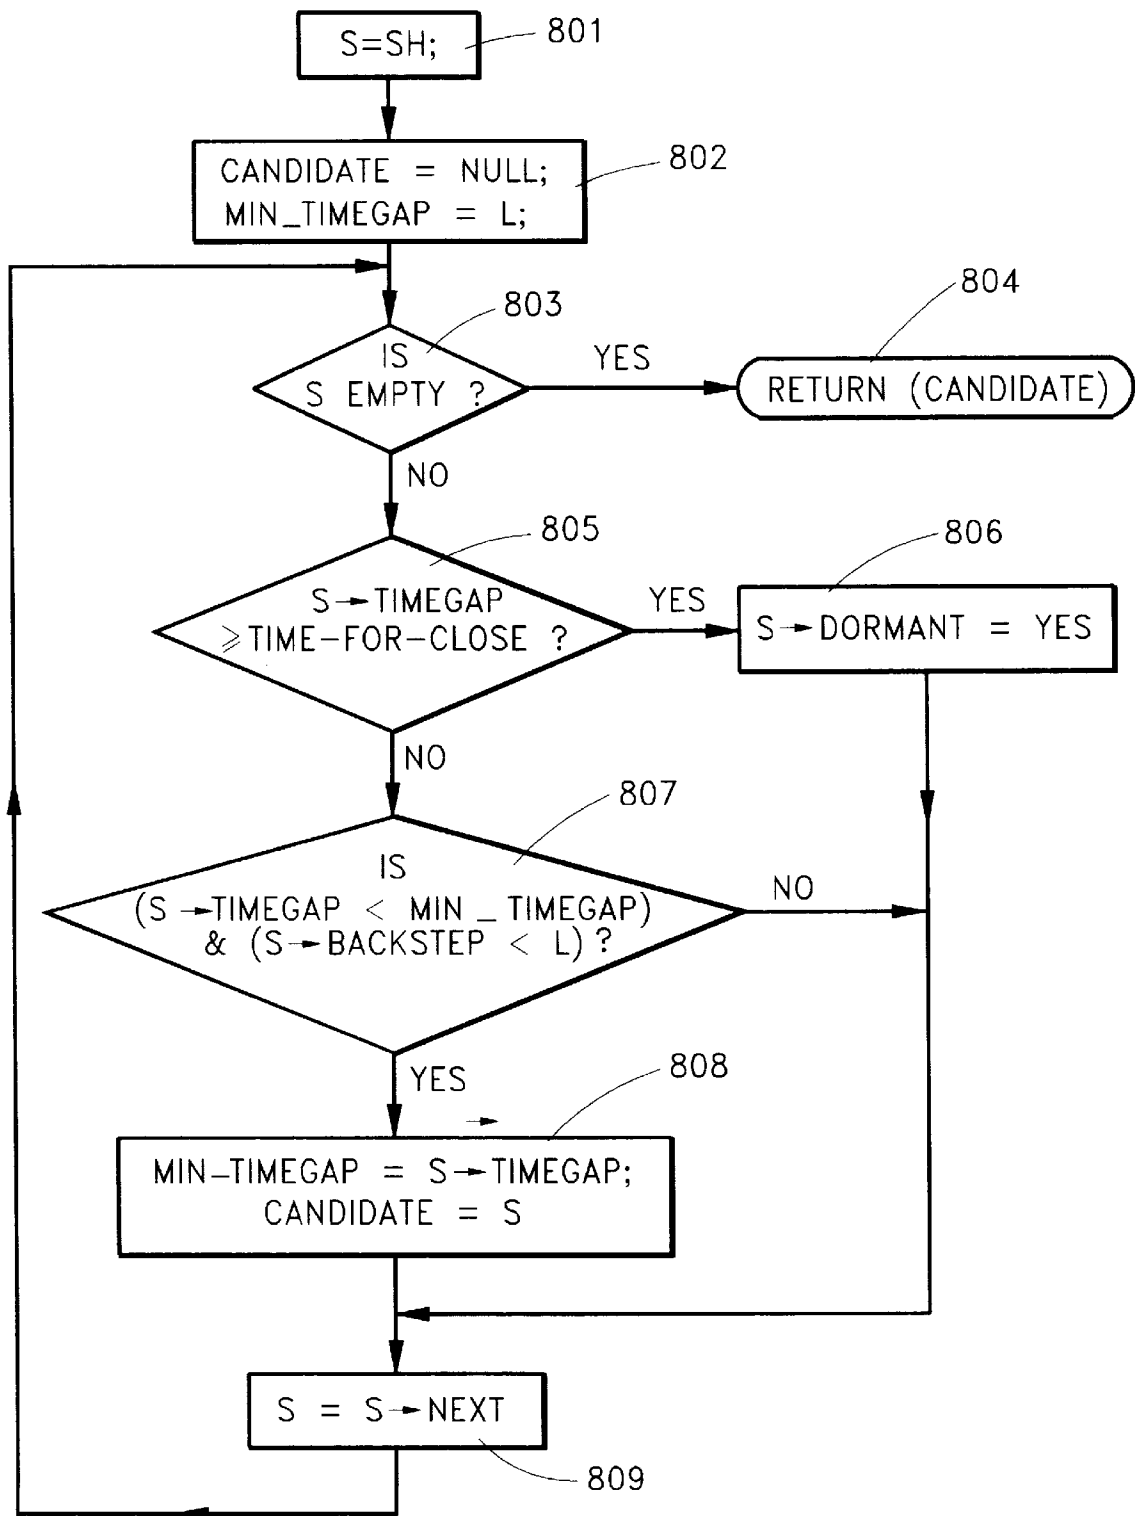 S=SH;
801
CANDIDATE = NULL;
MIN_TIMEGAP = L;
802
803
IS
S EMPTY ?
YES
804
RETURN (CANDIDATE)
NO
805
S→TIMEGAP
⩾TIME-FOR-CLOSE ?
YES
806
S→DORMANT = YES
NO
807
IS
(S→TIMEGAP < MIN_TIMEGAP)
& (S→BACKSTEP < L)?
NO
YES
808
MIN-TIMEGAP = S→TIMEGAP;
CANDIDATE = S
S = S→NEXT
809